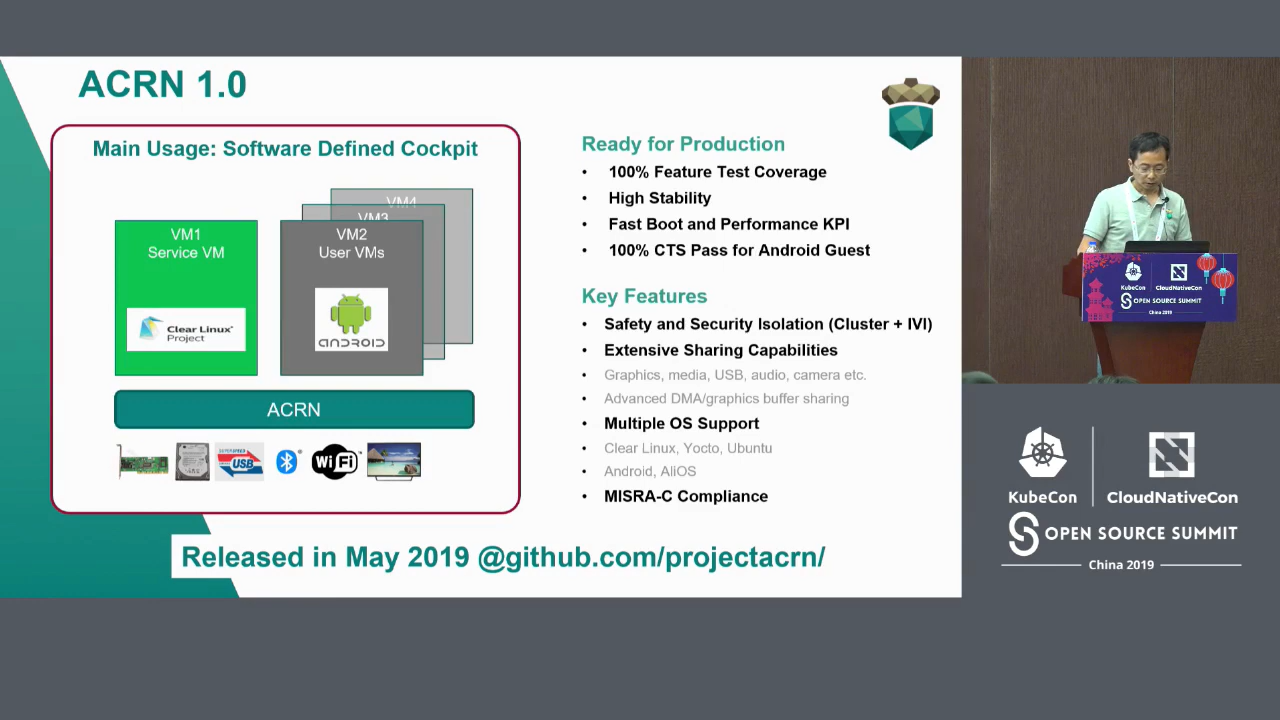 ACRN 1.0
Main Usage: Software Defined Cockpit
VM4
VM3
VM1
Service VM
VM2
User VMs
Clear Linux
Project
ANDROID
ACRN
SUPERSPEED
USB
Wi Fi
Ready for Production
• 100% Feature Test Coverage
• High Stability
• Fast Boot and Performance KPI
• 100% CTS Pass for Android Guest
Key Features
• Safety and Security Isolation (Cluster + IVI)
• Extensive Sharing Capabilities
• Graphics, media, USB, audio, camera etc.
• Advanced DMA/graphics buffer sharing
• Multiple OS Support
• Clear Linux, Yocto, Ubuntu
• Android, AliOS
• MISRA-C Compliance
Released in May 2019 @github.com/projectacrn/
KubeCon
CloudNativeCon
OPEN SOURCE SUMMIT
China 2019
KubeCon
CloudNativeCon
OPEN SOURCE SUMMIT
China 2019